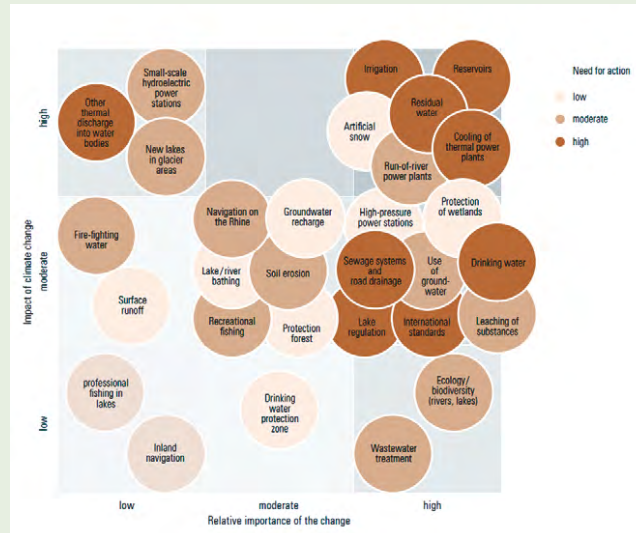 Need for action
low
moderate
high
Impact of climate change
high
moderate
low
Small-scale
hydroelectric
power
stations
Other
thermal
discharge
into water
bodies
New lakes
in glacier
areas
Irrigation
Reservoirs
Residual
water
Artificial
snow
Cooling of
thermal power
plants
Run-of-river
power plants
Fire-fighting
water
Surface
runoff
Navigation on
the Rhine
Groundwater
recharge
Lake/river
bathing
Soil erosion
Recreational
fishing
Protection
forest
High-pressure
power stations
Protection
of wetlands
Sewage systems
and
road drainage
Use
of
ground-
water
Drinking water
Lake
regulation
International
standards
Leaching of
substances
professional
fishing in
lakes
Inland
navigation
Drinking
water
protection
zone
Ecology/
biodiversity
(rivers, lakes)
Wastewater
treatment
low
moderate
high
Relative importance of the change